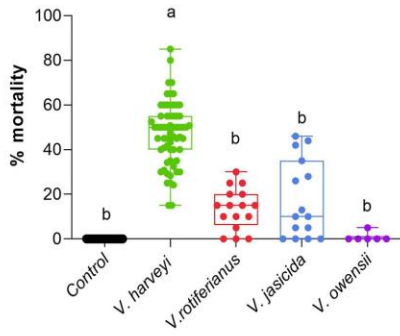 % mortality
100
80
60
40
20
0
a
b
b
b
b
Control
V. harveyi
V.rotiferianus
V. jasicida
V. owensii